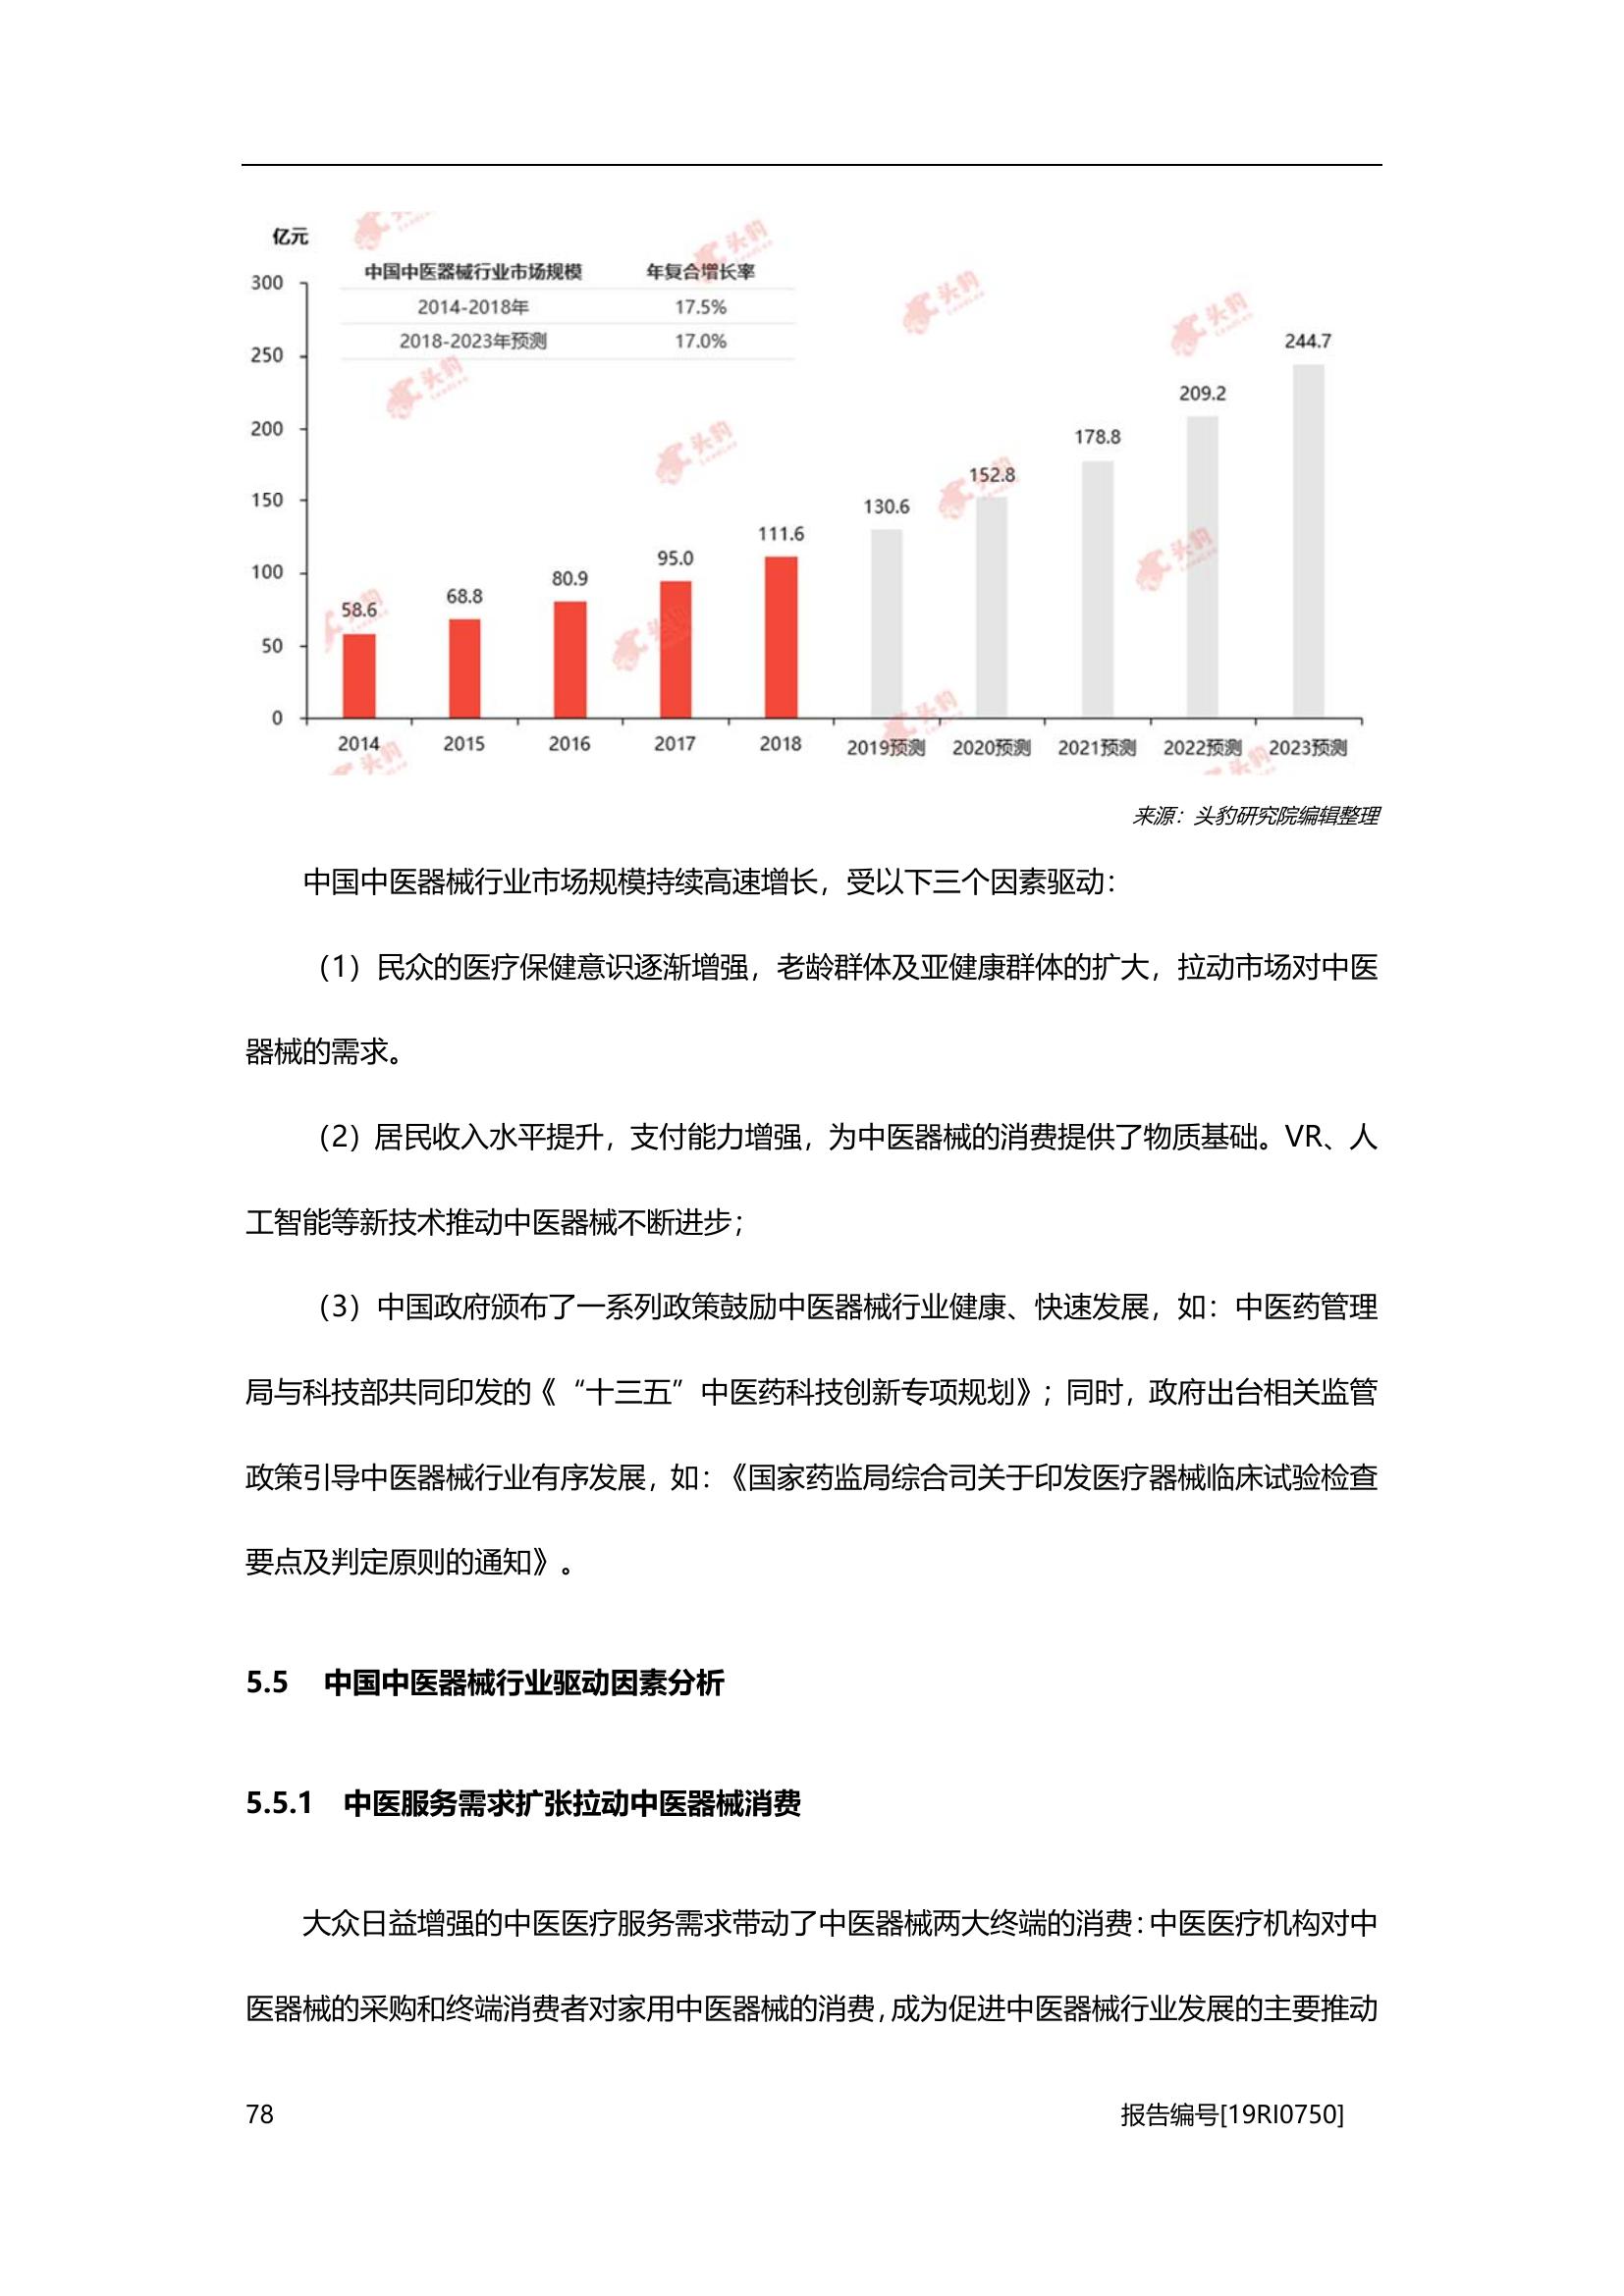 亿元
中国中医器械行业市场规模 年复合增长率
2014-2018年 17.5%
2018-2023年预测 17.0%
300
250
200
150
100
50
0
58.6
68.8
80.9
95.0
111.6
130.6
152.8
178.8
209.2
244.7
2014 2015 2016 2017 2018 2019预测 2020预测 2021预测 2022预测 2023预测
头豹
来源：头豹研究院编辑整理
中国中医器械行业市场规模持续高速增长，受以下三个因素驱动：
（1）民众的医疗保健意识逐渐增强，老龄群体及亚健康群体的扩大，拉动市场对中医
器械的需求。
（2）居民收入水平提升，支付能力增强，为中医器械的消费提供了物质基础。VR、人
工智能等新技术推动中医器械不断进步；
（3）中国政府颁布了一系列政策鼓励中医器械行业健康、快速发展，如：中医药管理
局与科技部共同印发的《“十三五”中医药科技创新专项规划》；同时，政府出台相关监管
政策引导中医器械行业有序发展，如：《国家药监局综合司关于印发医疗器械临床试验检查
要点及判定原则的通知》。
5.5 中国中医器械行业驱动因素分析
5.5.1 中医服务需求扩张拉动中医器械消费
大众日益增强的中医医疗服务需求带动了中医器械两大终端的消费：中医医疗机构对中
医器械的采购和终端消费者对家用中医器械的消费，成为促进中医器械行业发展的主要推动
78 报告编号[19RI0750]